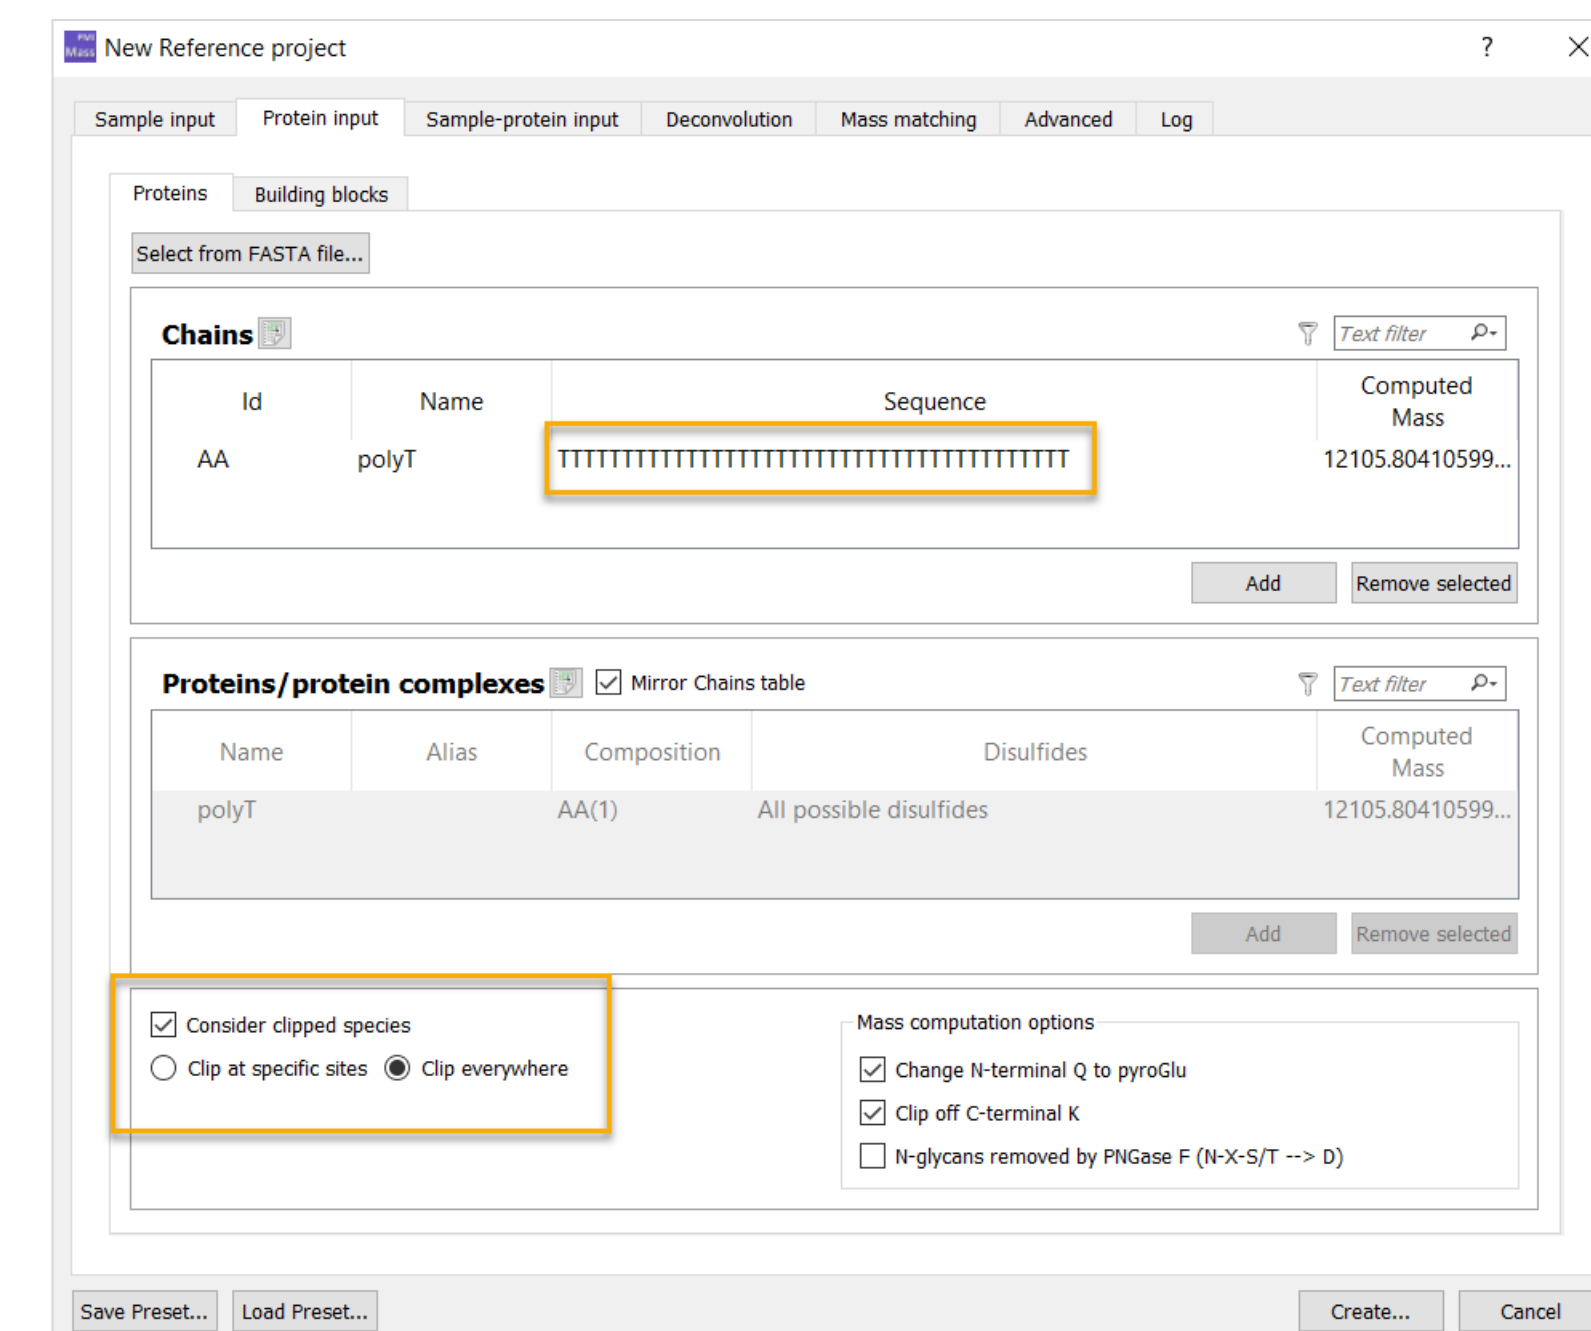 PMI
Mass
New Reference project
?
Sample input
Protein input
Sample-protein input
Deconvolution
Mass matching
Advanced
Log
Proteins
Building blocks
Select from FASTA file...
Chains
Text filter
Id
Name
Sequence
Computed
Mass
AA
polyT
TTTTTTTTTTTTTTTTTTTTTTTTTTTTTTTTTTTTTTTT
12105.80410599...
Add
Remove selected
Proteins/protein complexes
Mirror Chains table
Text filter
Name
Alias
Composition
Disulfides
Computed
Mass
polyT
AA(1)
All possible disulfides
12105.80410599...
Add
Remove selected
Consider clipped species
Clip at specific sites
Clip everywhere
Mass computation options
Change N-terminal Q to pyroGlu
Clip off C-terminal K
N-glycans removed by PNGase F (N-X-S/T --> D)
Save Preset...
Load Preset...
Create...
Cancel